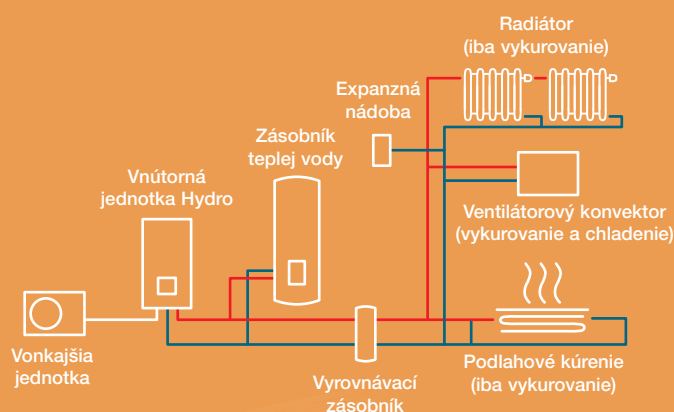 Radiátor
(iba vykurovanie)
Expanzná
nádoba
Zásobník
teplej vody
Vnútorná
jednotka Hydro
Ventilátorový konvektor
(vykurovanie a chladenie)
Vonkajšia
jednotka
Vyrovnávací
zásobník
Podlahové kúrenie
(iba vykurovanie)